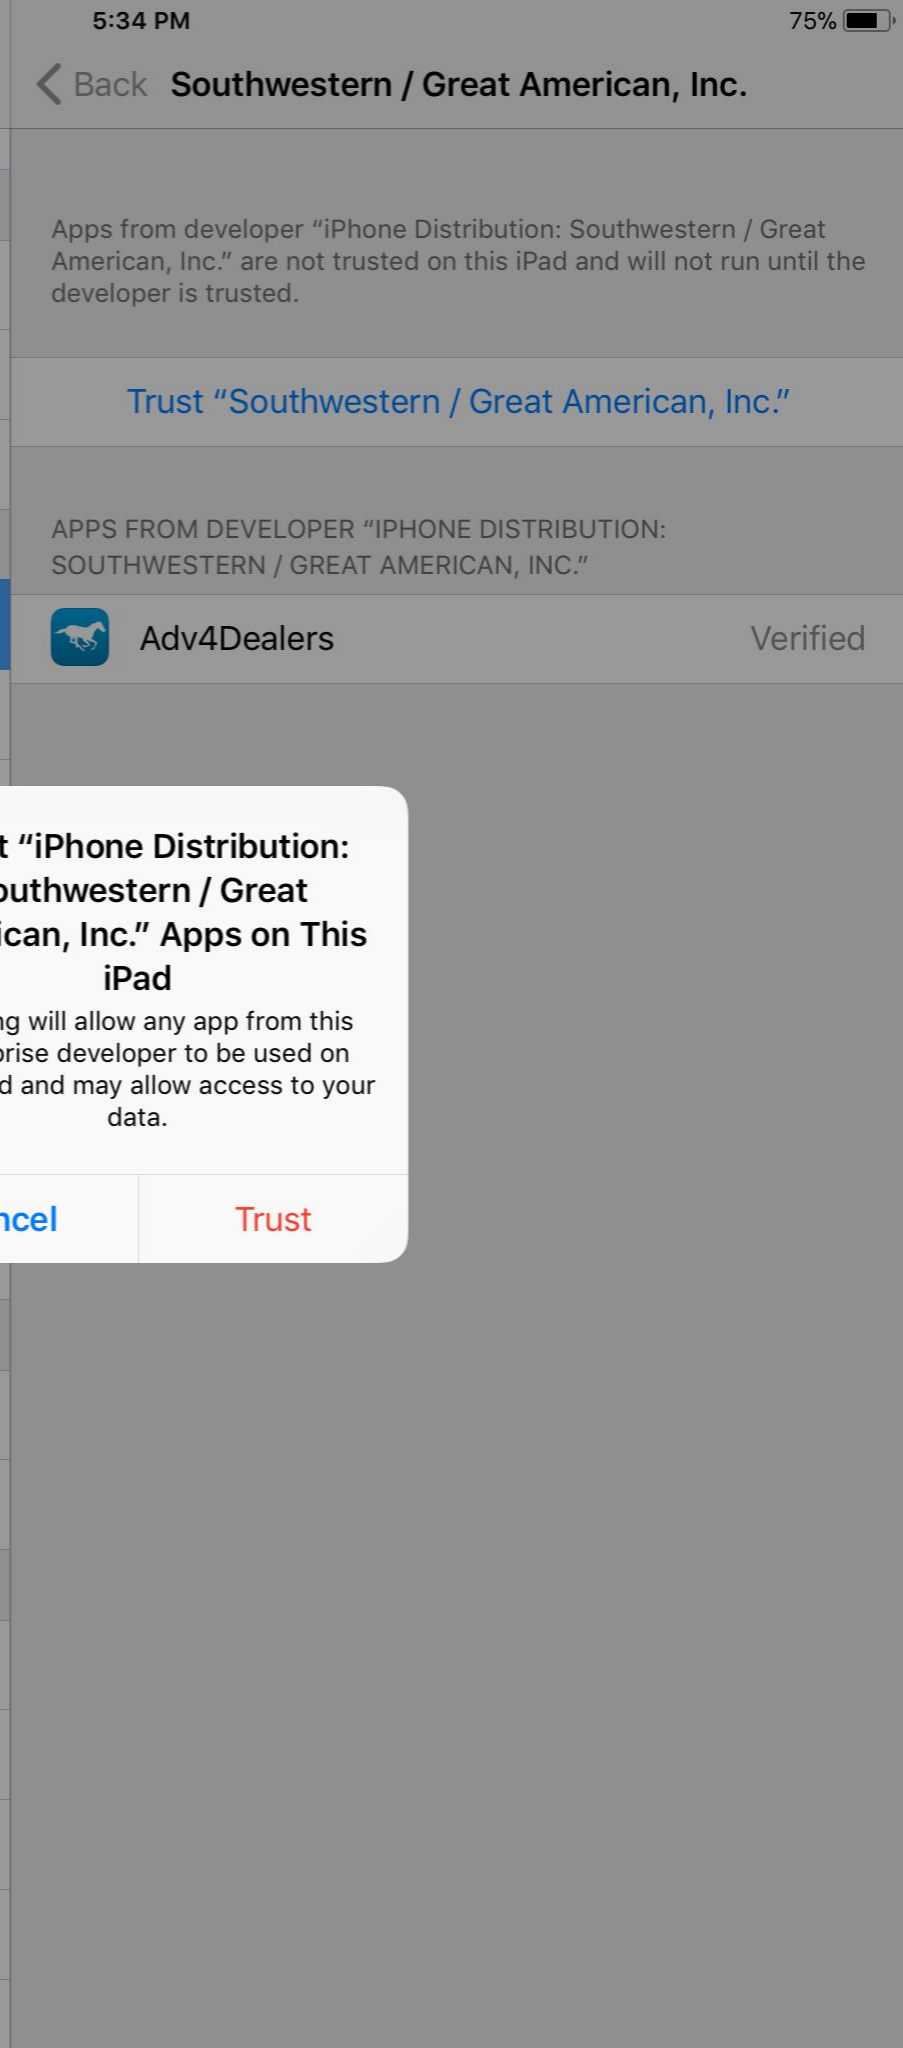 5:34 PM 75%
Back Southwestern / Great American, Inc.
Apps from developer “iPhone Distribution: Southwestern / Great
American, Inc.” are not trusted on this iPad and will not run until the
developer is trusted.
Trust “Southwestern / Great American, Inc.”
APPS FROM DEVELOPER “IPHONE DISTRIBUTION:
SOUTHWESTERN / GREAT AMERICAN, INC.”
Adv4Dealers Verified
t “iPhone Distribution:
outhwestern / Great
ican, Inc.” Apps on This
iPad
ng will allow any app from this
prise developer to be used on
d and may allow access to your
data.
ncel Trust